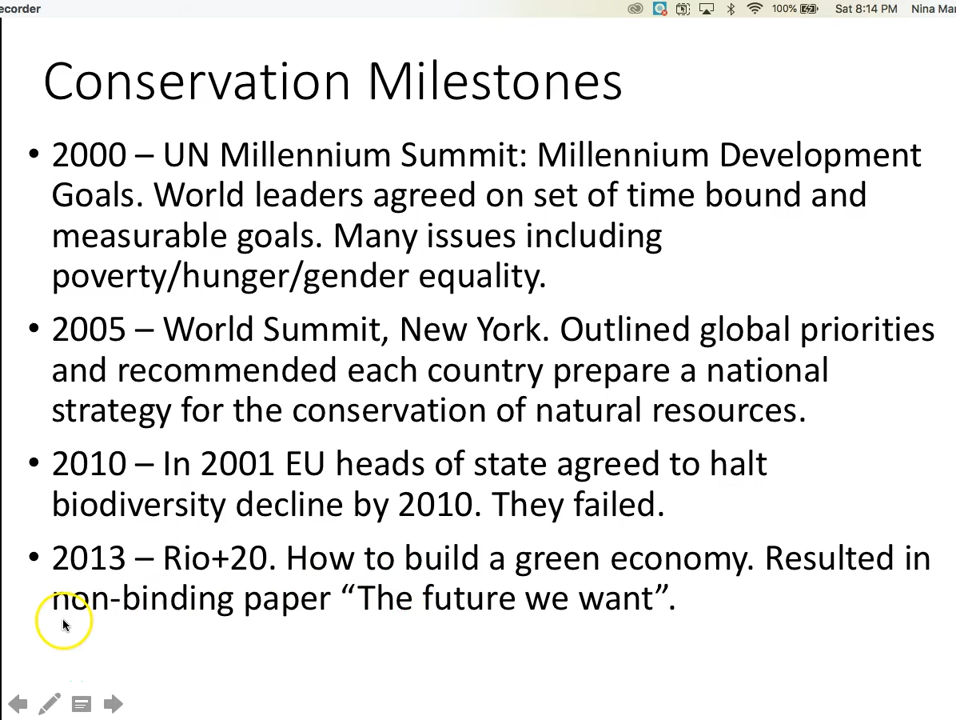 ecorder 100% Sat 8:14 PM Nina Mar
Conservation Milestones
• 2000 – UN Millennium Summit: Millennium Development
Goals. World leaders agreed on set of time bound and
measurable goals. Many issues including
poverty/hunger/gender equality.
• 2005 – World Summit, New York. Outlined global priorities
and recommended each country prepare a national
strategy for the conservation of natural resources.
• 2010 – In 2001 EU heads of state agreed to halt
biodiversity decline by 2010. They failed.
• 2013 – Rio+20. How to build a green economy. Resulted in
non-binding paper “The future we want”.